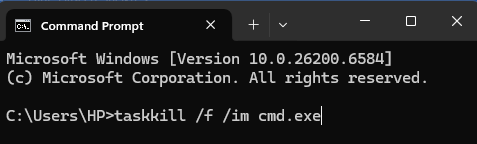 Command Prompt
Microsoft Windows [Version 10.0.26200.6584]
(c) Microsoft Corporation. All rights reserved.
C:\Users\HP>taskkill /f /im cmd.exe